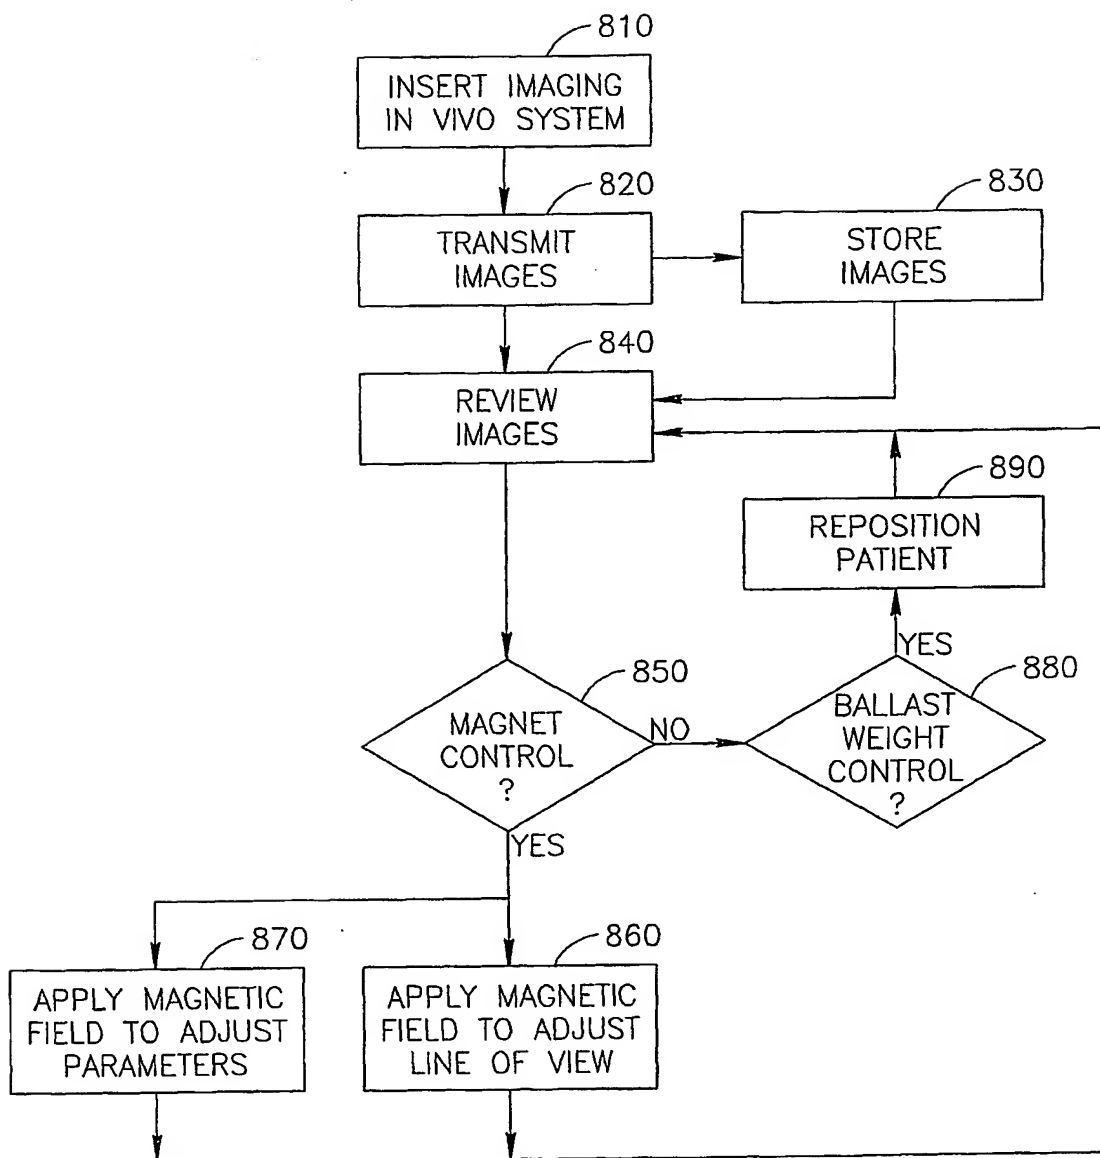 810
INSERT IMAGING
IN VIVO SYSTEM
820
TRANSMIT
IMAGES
830
STORE
IMAGES
840
REVIEW
IMAGES
890
REPOSITION
PATIENT
850
MAGNET
CONTROL
?
NO
YES
880
BALLAST
WEIGHT
CONTROL
?
YES
870
APPLY MAGNETIC
FIELD TO ADJUST
PARAMETERS
860
APPLY MAGNETIC
FIELD TO ADJUST
LINE OF VIEW